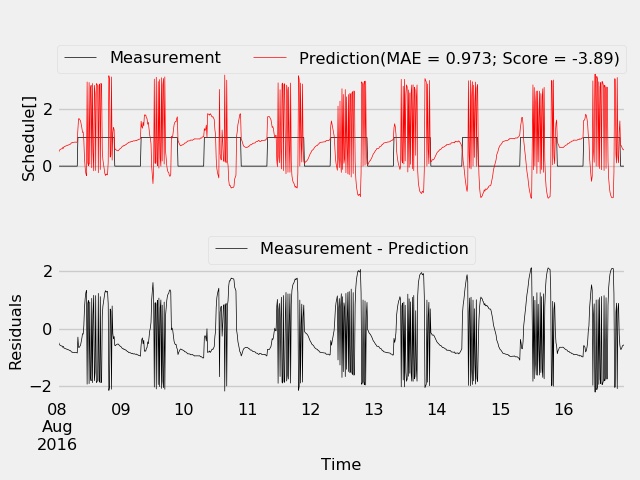 Measurement
Prediction(MAE = 0.973; Score = -3.89)
Schedule[]
2
0
Measurement - Prediction
Residuals
2
0
−2
08 09 10 11 12 13 14 15 16
Aug
2016
Time